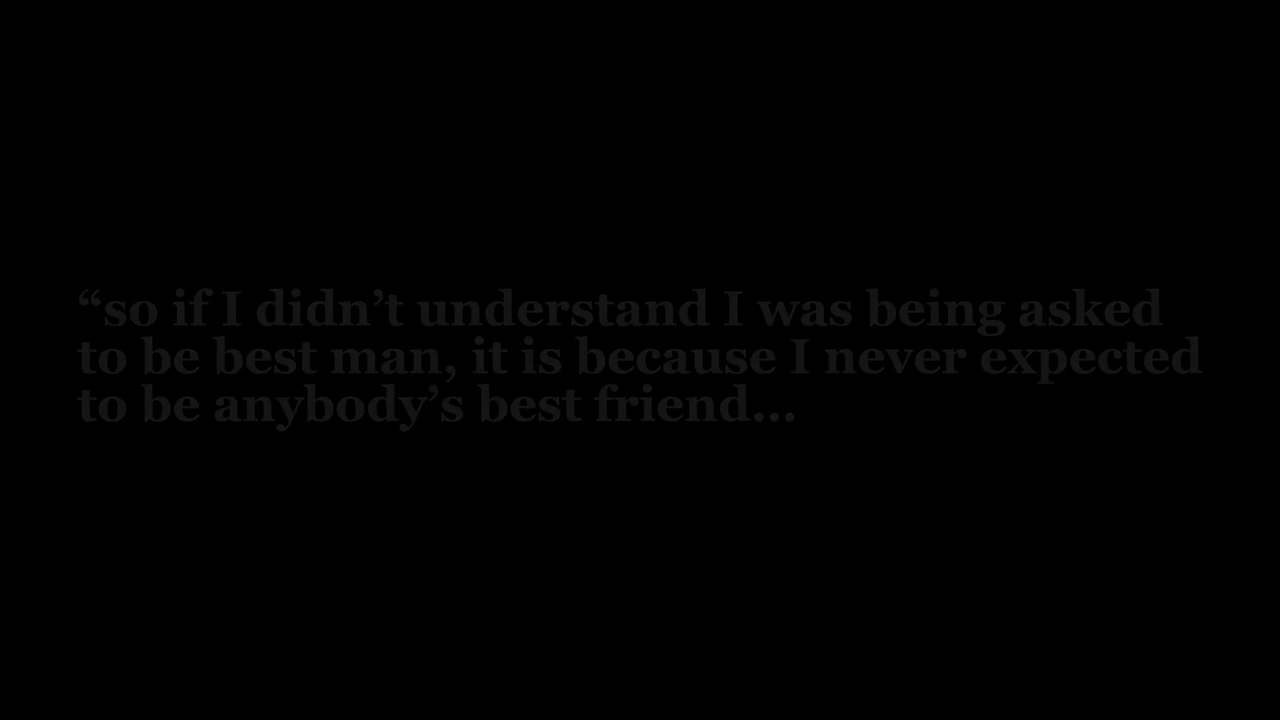 “so if I didn’t understand I was being asked
to be best man, it is because I never expected
to be anybody’s best friend...